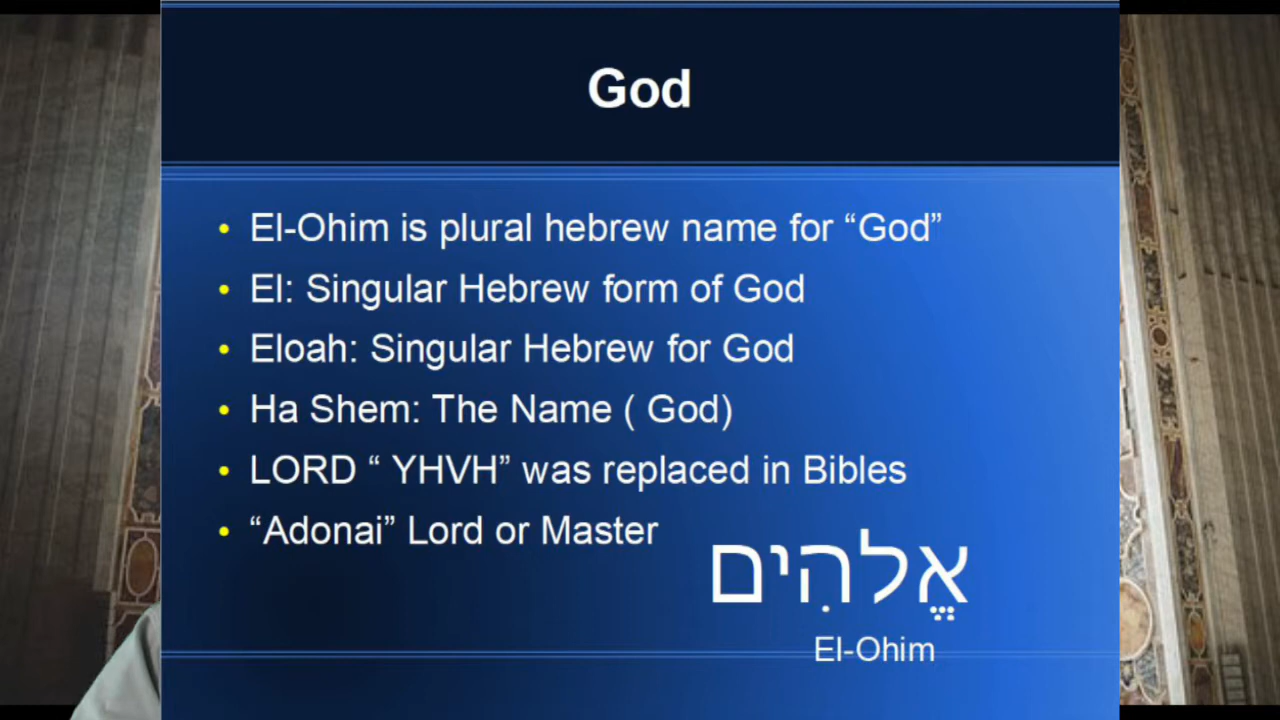 God
El-Ohim is plural hebrew name for “God”
El: Singular Hebrew form of God
Eloah: Singular Hebrew for God
Ha Shem: The Name ( God)
LORD “ YHVH” was replaced in Bibles
“Adonai” Lord or Master
אֱלהִים
El-Ohim